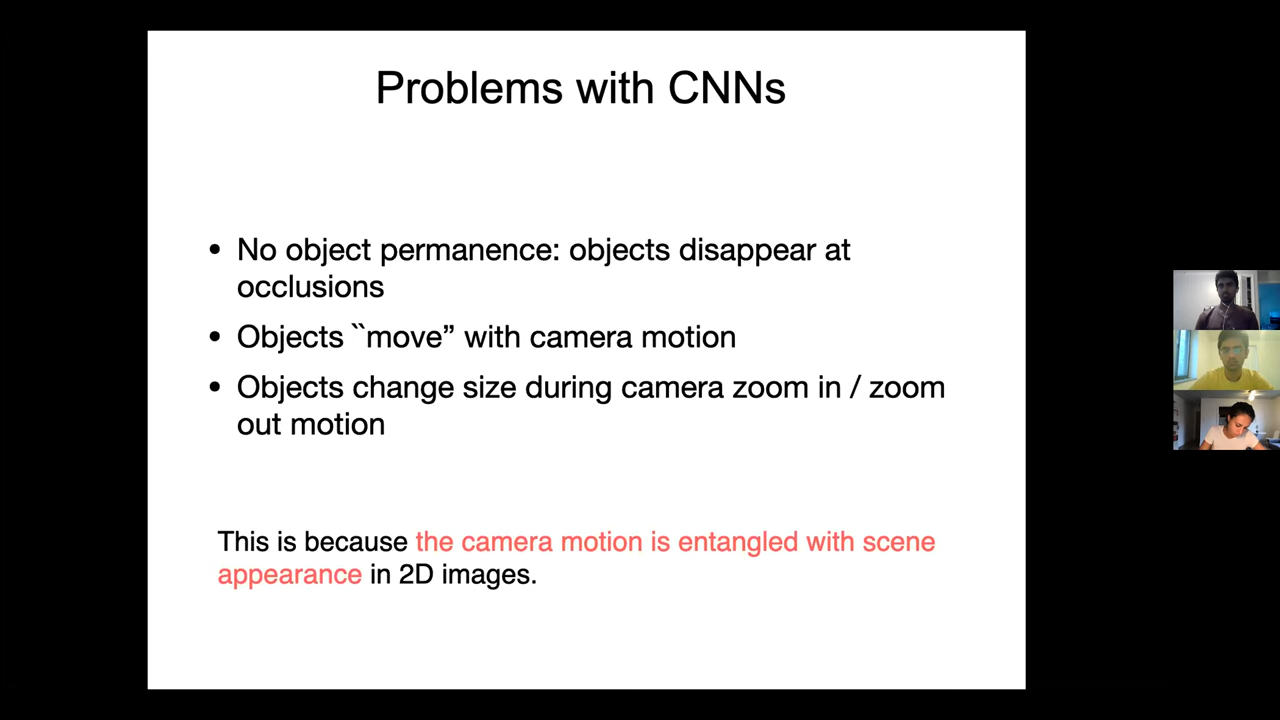 Problems with CNNs
• No object permanence: objects disappear at
occlusions
• Objects ``move” with camera motion
• Objects change size during camera zoom in / zoom
out motion
This is because the camera motion is entangled with scene
appearance in 2D images.